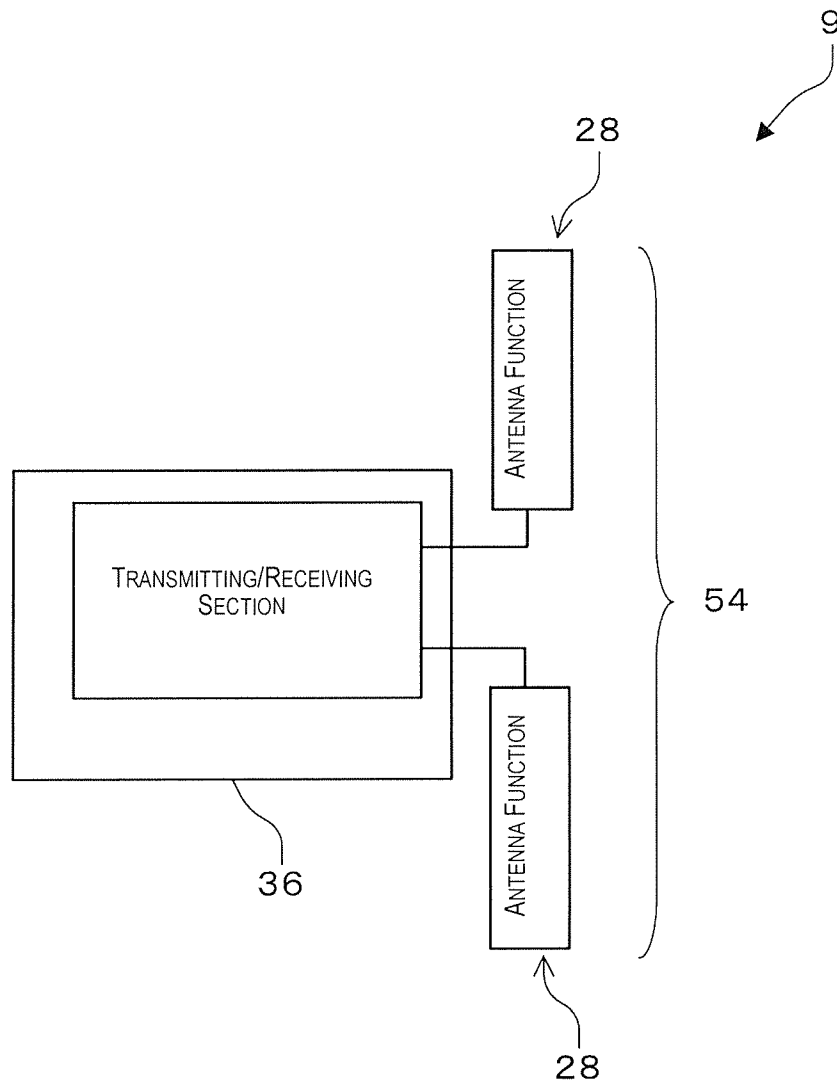 9
28
ANTENNA FUNCTION
TRANSMITTING/RECEIVING
SECTION
54
ANTENNA FUNCTION
36
28